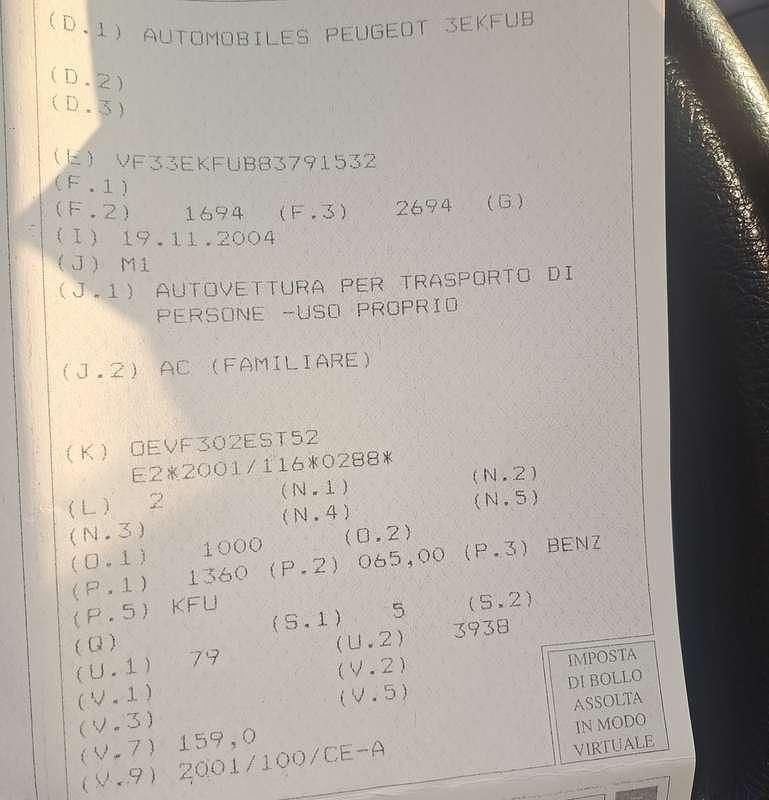 (D.1) AUTOMOBILES PEUGEOT 3EKFUB
(D.2)
(D.3)
(E) VF33EKFUB83791532
(F.1)
(F.2) 1694 (F.3) 2694 (G)
(I) 19.11.2004
(J) M1
(J.1) AUTOVETTURA PER TRASPORTO DI
PERSONE -USO PROPRIO
(J.2) AC (FAMILIARE)
(K) OEVF302EST52
E2*2001/116*0288*
(L) 2 (N.1) (N.2)
(N.3) (N.4) (N.5)
(O.1) 1000 (O.2)
(P.1) 1360 (P.2) 065,00 (P.3) BENZ
(P.5) KFU
(Q) (S.1) 5 (S.2)
(U.1) 79 (U.2) 3938
(V.1) (V.2)
(V.3) (V.5)
(V.7) 159,0
(V.9) 2001/100/CE-A
IMPOSTA
DI BOLLO
ASSOLTA
IN MODO
VIRTUALE